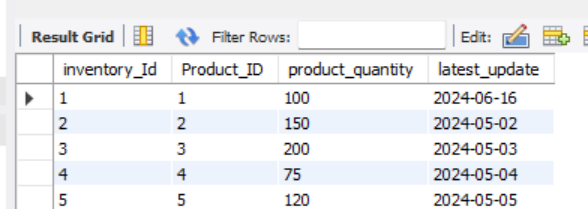 Result Grid Filter Rows: Edit:
inventory_Id Product_ID product_quantity latest_update
1 1 100 2024-06-16
2 2 150 2024-05-02
3 3 200 2024-05-03
4 4 75 2024-05-04
5 5 120 2024-05-05